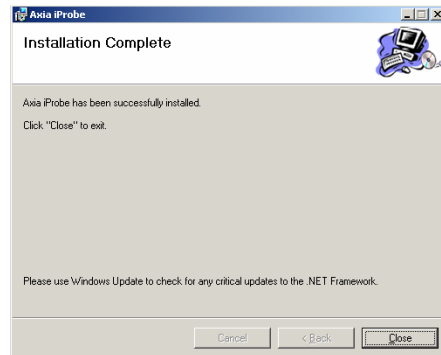 Axia iProbe
Installation Complete
Axia iProbe has been successfully installed.
Click "Close" to exit.
Please use Windows Update to check for any critical updates to the .NET Framework.
Cancel < Back Close